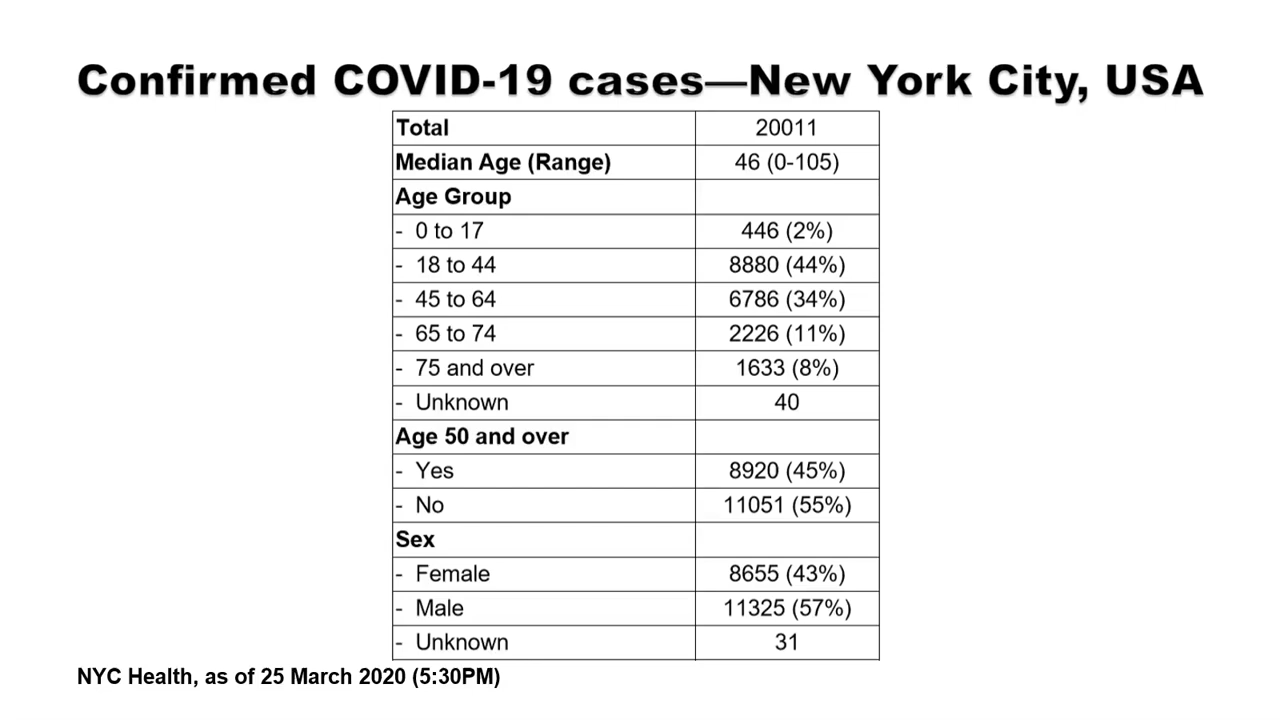 Confirmed COVID-19 cases—New York City, USA
Total 20011
Median Age (Range) 46 (0-105)
Age Group
- 0 to 17 446 (2%)
- 18 to 44 8880 (44%)
- 45 to 64 6786 (34%)
- 65 to 74 2226 (11%)
- 75 and over 1633 (8%)
- Unknown 40
Age 50 and over
- Yes 8920 (45%)
- No 11051 (55%)
Sex
- Female 8655 (43%)
- Male 11325 (57%)
- Unknown 31
NYC Health, as of 25 March 2020 (5:30PM)